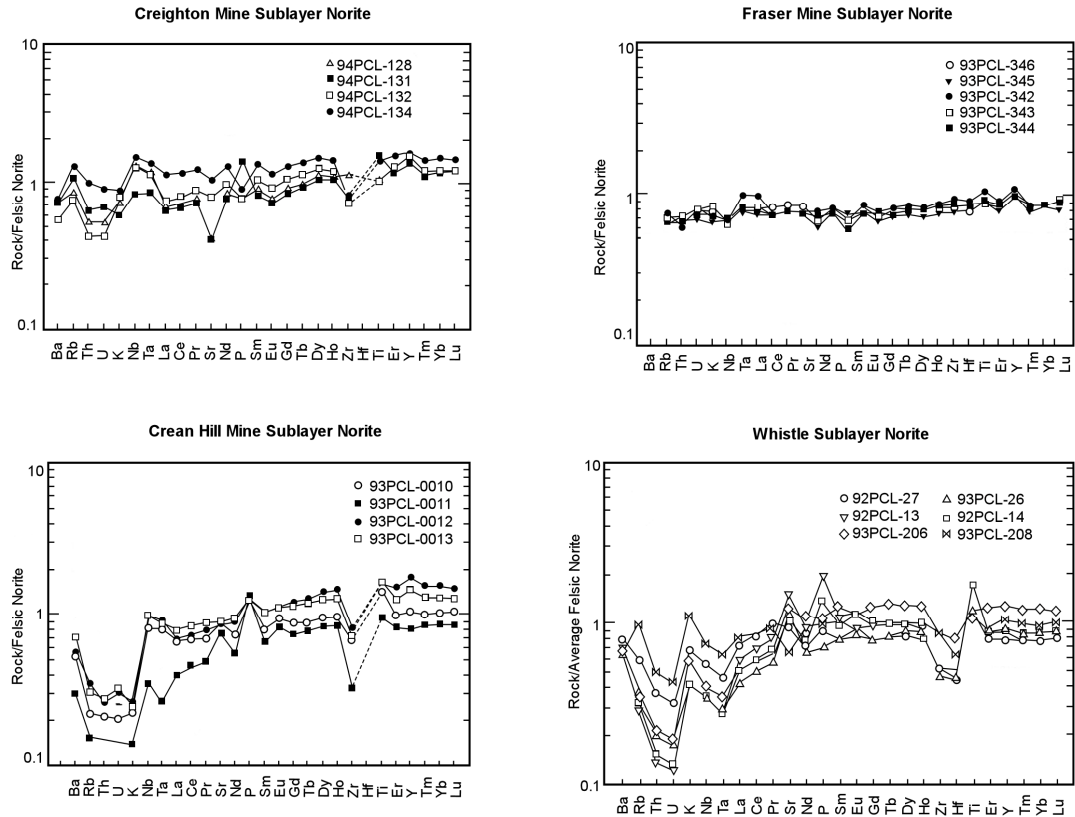 Creighton Mine Sublayer Norite
10
1
0.1
Rock/Felsic Norite
94PCL-128
94PCL-131
94PCL-132
94PCL-134
Ba Rb Th U K Nb Ta La Ce Pr Sr Nd P Sm Eu Gd Tb Dy Ho Zr Hf Ti Er Y Tm Yb Lu
Fraser Mine Sublayer Norite
10
1
0.1
Rock/Felsic Norite
93PCL-346
93PCL-345
93PCL-342
93PCL-343
93PCL-344
Ba Rb Th U K Nb Ta La Ce Pr Sr Nd P Sm Eu Gd Tb Dy Ho Zr Hf Ti Er Y Tm Yb Lu
Crean Hill Mine Sublayer Norite
10
1
0.1
Rock/Felsic Norite
93PCL-0010
93PCL-0011
93PCL-0012
93PCL-0013
Ba Rb Th U K Nb Ta La Ce Pr Sr Nd P Sm Eu Gd Tb Dy Ho Zr Hf Ti Er Y Tm Yb Lu
Whistle Sublayer Norite
10
1.0
0.1
Rock/Average Felsic Norite
92PCL-27 93PCL-26
92PCL-13 92PCL-14
93PCL-206 93PCL-208
Ba Rb Th U K Nb Ta La Ce Pr Sr Nd P Sm Eu Gd Tb Dy Ho Zr Hf Ti Er Y Tm Yb Lu